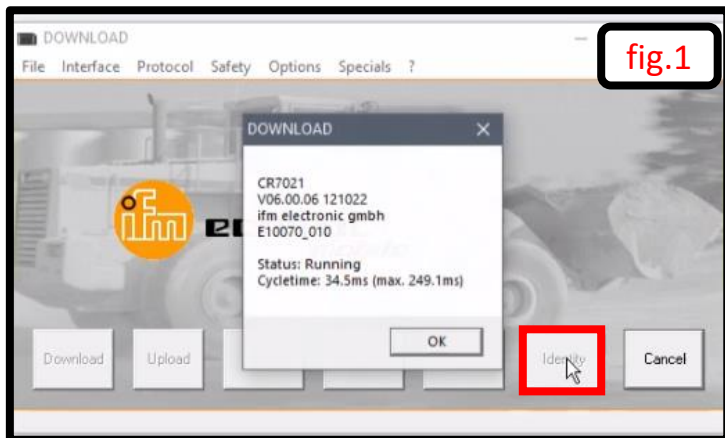 DOWNLOAD
fig.1
File Interface Protocol Safety Options Specials ?
DOWNLOAD
CR7021
V06.00.06 121022
ifm electronic gmbh
E10070_010
Status: Running
Cycletime: 34.5ms (max. 249.1ms)
OK
ifm
Download Upload Identity Cancel